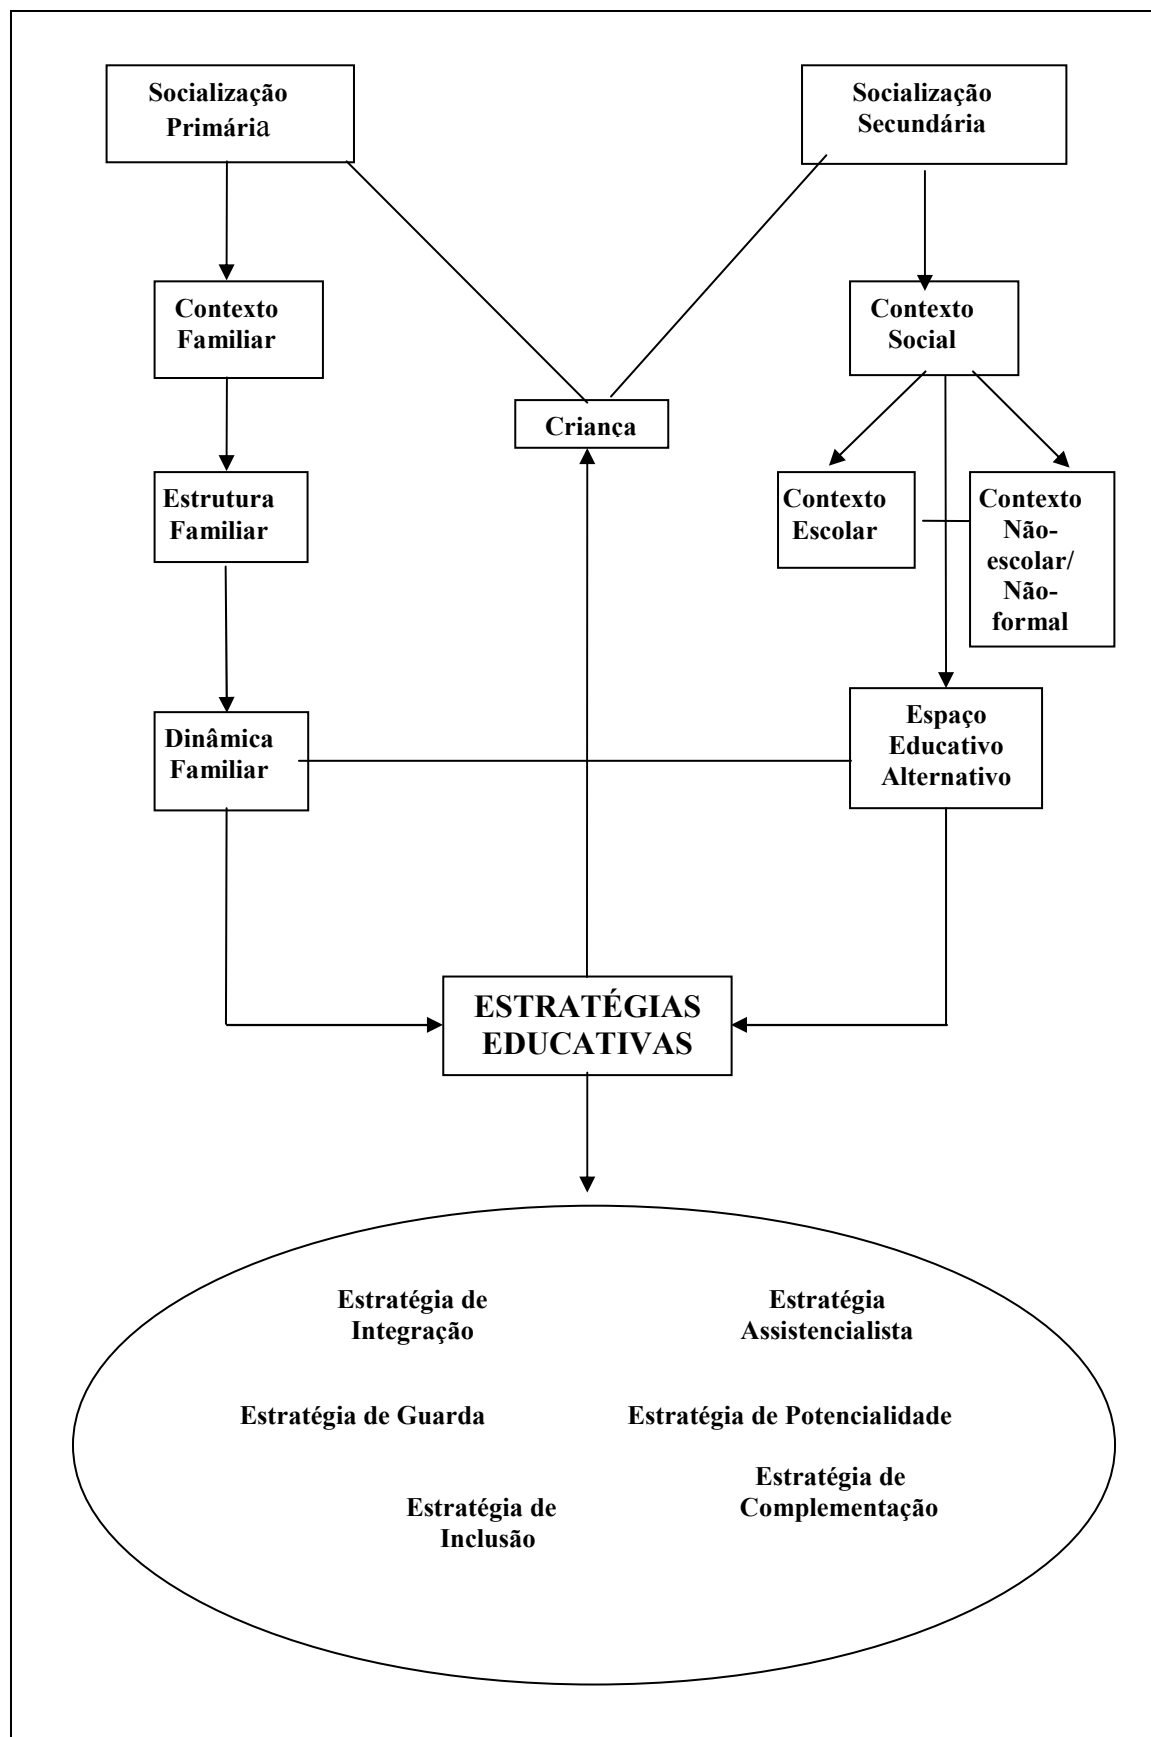 Socialização
Primária
Socialização
Secundária
Contexto
Familiar
Contexto
Social
Criança
Estrutura
Familiar
Contexto
Escolar
Contexto
Não-
escolar/
Não-
formal
Dinâmica
Familiar
Espaço
Educativo
Alternativo
ESTRATÉGIAS
EDUCATIVAS
Estratégia de
Integração
Estratégia
Assistencialista
Estratégia de Guarda
Estratégia de Potencialidade
Estratégia de
Complementação
Estratégia de
Inclusão